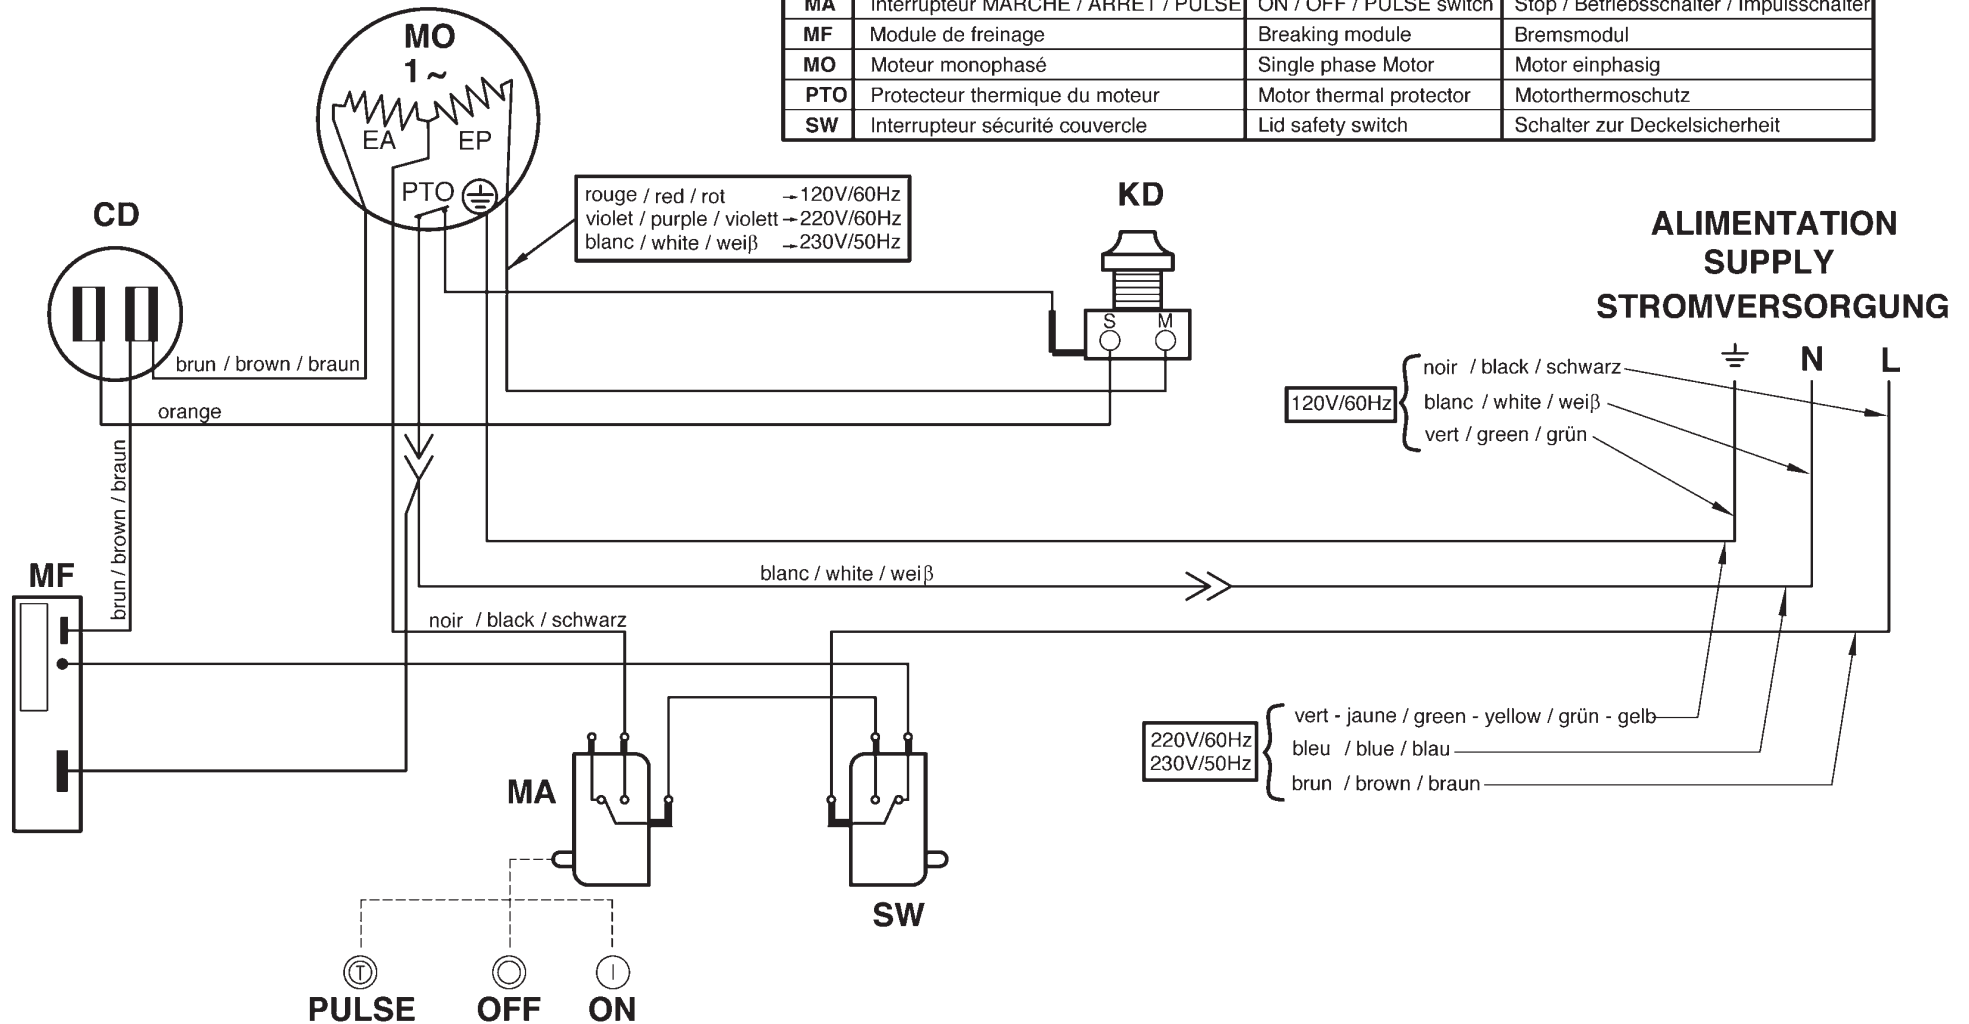 MA Interrupteur MARCHE / ARRET / PULSE ON / OFF / PULSE switch Stop / Betriebsschalter / Impulsschalter
MF Module de freinage Breaking module Bremsmodul
MO Moteur monophasé Single phase Motor Motor einphasig
PTO Protecteur thermique du moteur Motor thermal protector Motorthermoschutz
SW Interrupteur sécurité couvercle Lid safety switch Schalter zur Deckelsicherheit
MO
1 ~
EA EP
PTO
CD
rouge / red / rot → 120V/60Hz
violet / purple / violett → 220V/60Hz
blanc / white / weiβ → 230V/50Hz
KD
S M
ALIMENTATION
SUPPLY
STROMVERSORGUNG
N L
brun / brown / braun
orange
brun / brown / braun
120V/60Hz
noir / black / schwarz
blanc / white / weiβ
vert / green / grün
MF
blanc / white / weiβ
noir / black / schwarz
220V/60Hz
230V/50Hz
vert - jaune / green - yellow / grün - gelb
bleu / blue / blau
brun / brown / braun
MA
SW
T
PULSE OFF ON